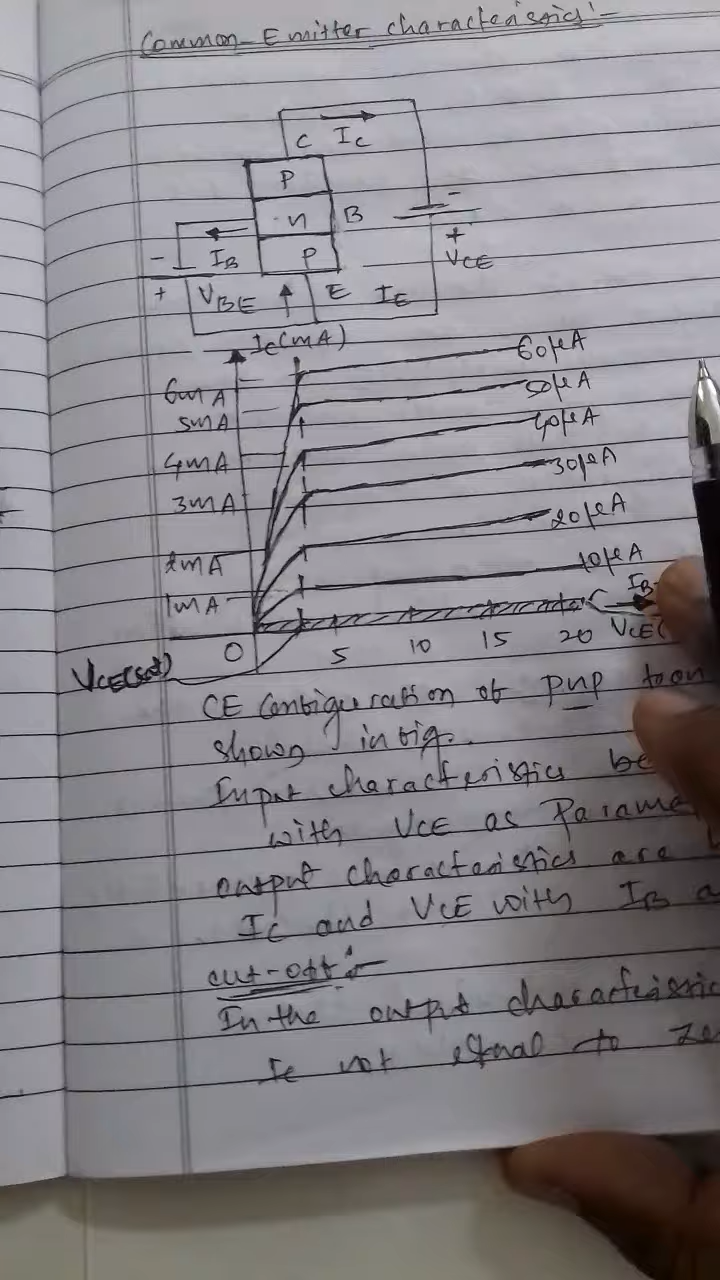 Common-Emitter characteristics:-
C Ic
P
n B
- IB P
+ VBE E IE
-
+
VCE
Ic(mA)
60μA
6mA 50μA
5mA 40μA
4mA 30μA
3mA 20μA
2mA 10μA
1mA IB
0 5 10 15 20 VCE(
VCE(sat)
CE Configuration of pnp
shown in fig.
Input characteristics be
with VCE as Parame
output characteristics are
Ic and VCE with IB a
cut-off:-
In the output characteristic
Ic not equal to ze